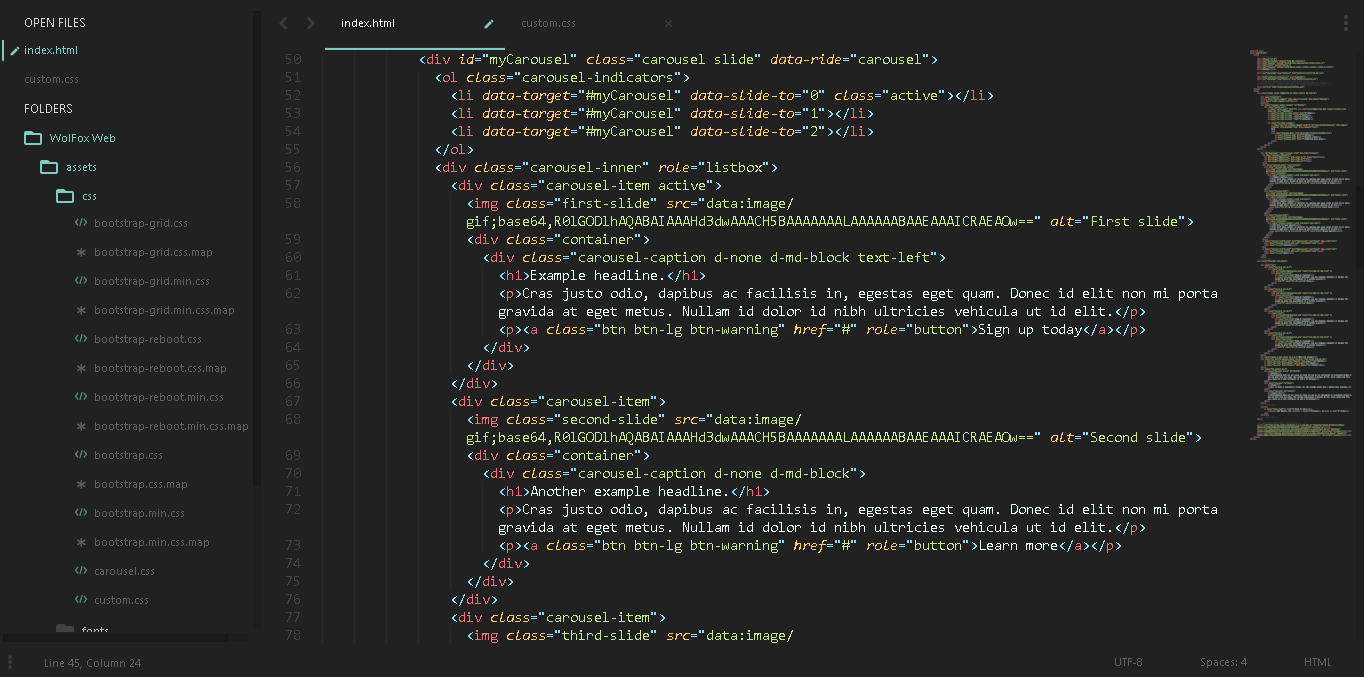 OPEN FILES
index.html
custom.css
FOLDERS
WolFox Web
assets
css
bootstrap-grid.css
bootstrap-grid.css.map
bootstrap-grid.min.css
bootstrap-grid.min.css.map
bootstrap-reboot.css
bootstrap-reboot.css.map
bootstrap-reboot.min.css
bootstrap-reboot.min.css.map
bootstrap.css
bootstrap.css.map
bootstrap.min.css
bootstrap.min.css.map
carousel.css
custom.css
fonts
index.html
custom.css
50 <div id="myCarousel" class="carousel slide" data-ride="carousel">
51 <ol class="carousel-indicators">
52 <li data-target="#myCarousel" data-slide-to="0" class="active"></li>
53 <li data-target="#myCarousel" data-slide-to="1"></li>
54 <li data-target="#myCarousel" data-slide-to="2"></li>
55 </ol>
56 <div class="carousel-inner" role="listbox">
57 <div class="carousel-item active">
58 <img class="first-slide" src="data:image/
gif;base64,R0lGODlhAQABAIAAAHd3dwAAACH5BAAAAAAALAAAAAABAAEAAAICRAEAOw==" alt="First slide">
59 <div class="container">
60 <div class="carousel-caption d-none d-md-block text-left">
61 <h1>Example headline.</h1>
62 <p>Cras justo odio, dapibus ac facilisis in, egestas eget quam. Donec id elit non mi porta
gravida at eget metus. Nullam id dolor id nibh ultricies vehicula ut id elit.</p>
63 <p><a class="btn btn-lg btn-warning" href="#" role="button">Sign up today</a></p>
64 </div>
65 </div>
66 </div>
67 <div class="carousel-item">
68 <img class="second-slide" src="data:image/
gif;base64,R0lGODlhAQABAIAAAHd3dwAAACH5BAAAAAAALAAAAAABAAEAAAICRAEAOw==" alt="Second slide">
69 <div class="container">
70 <div class="carousel-caption d-none d-md-block">
71 <h1>Another example headline.</h1>
72 <p>Cras justo odio, dapibus ac facilisis in, egestas eget quam. Donec id elit non mi porta
gravida at eget metus. Nullam id dolor id nibh ultricies vehicula ut id elit.</p>
73 <p><a class="btn btn-lg btn-warning" href="#" role="button">Learn more</a></p>
74 </div>
75 </div>
76 </div>
77 <div class="carousel-item">
78 <img class="third-slide" src="data:image/
Line 45, Column 24
UTF-8
Spaces: 4
HTML